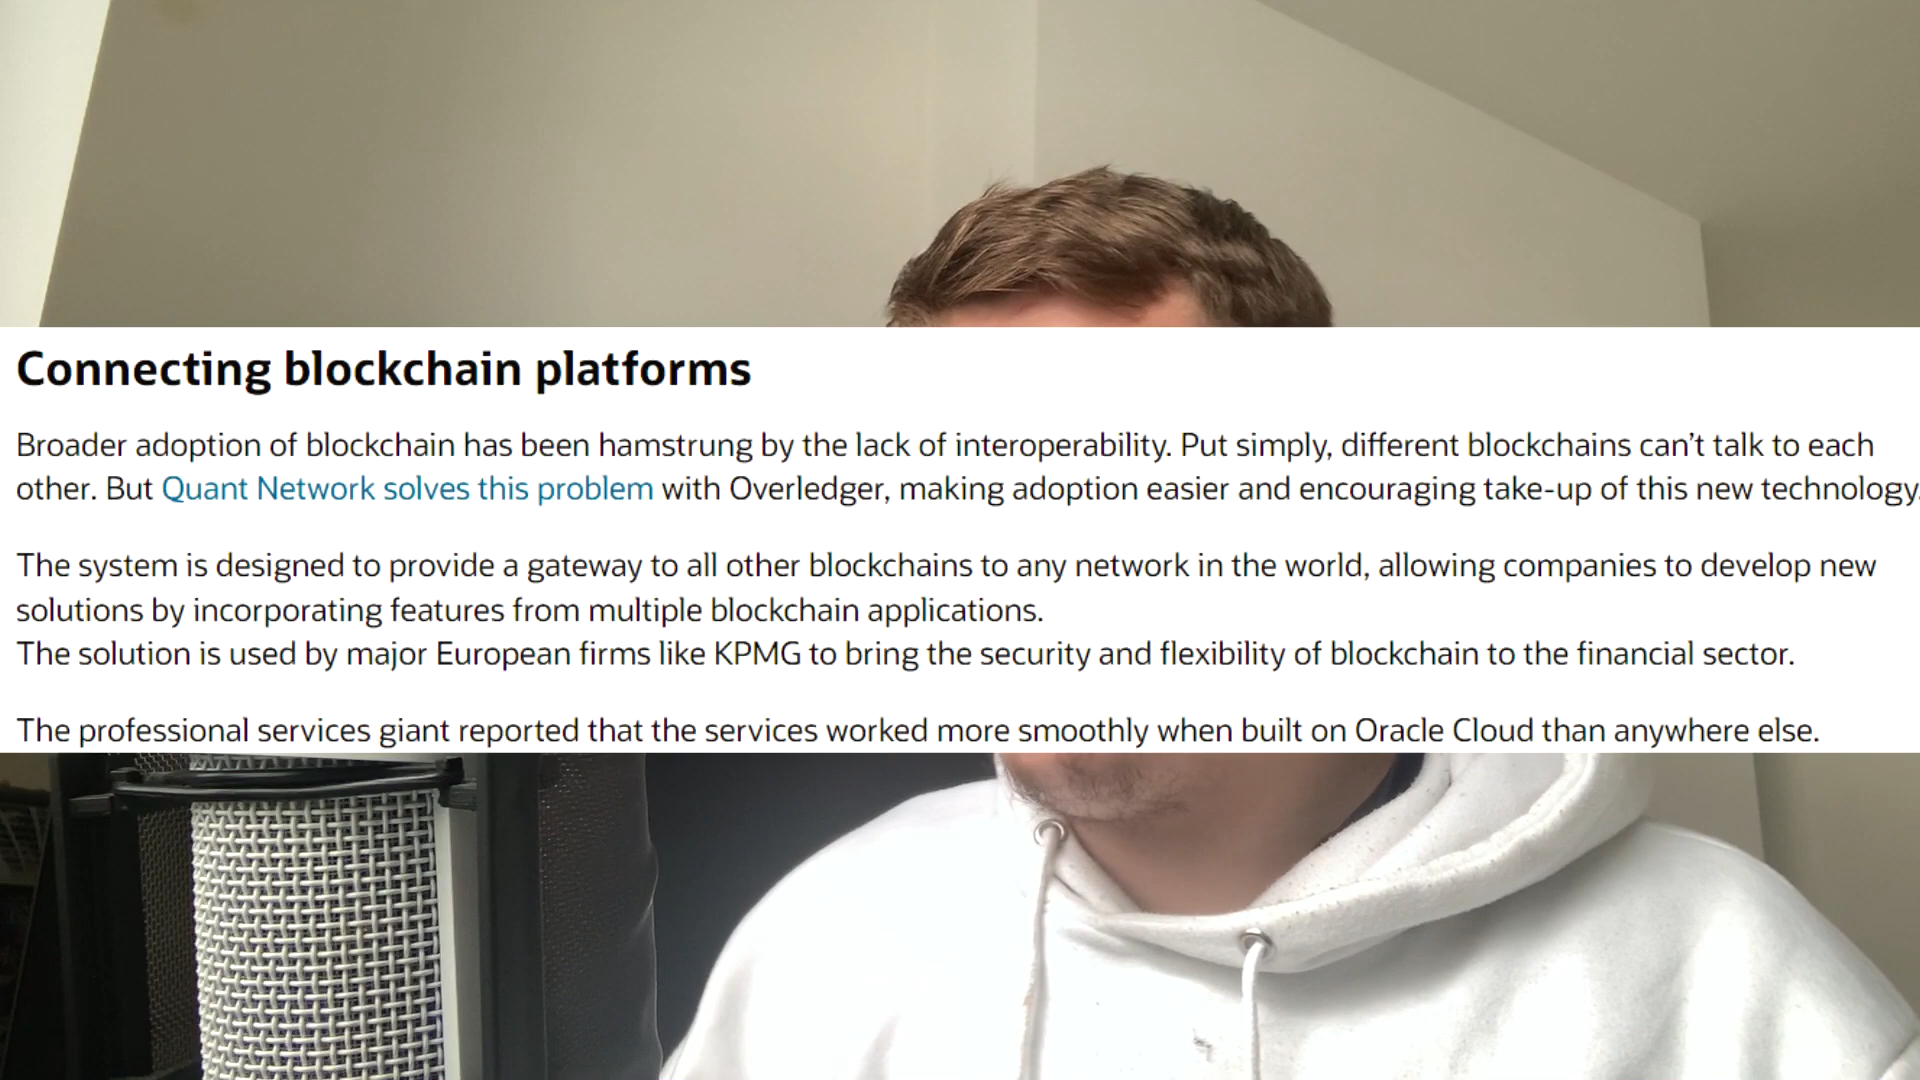 Connecting blockchain platforms
Broader adoption of blockchain has been hamstrung by the lack of interoperability. Put simply, different blockchains can’t talk to each
other. But Quant Network solves this problem with Overledger, making adoption easier and encouraging take-up of this new technology.
The system is designed to provide a gateway to all other blockchains to any network in the world, allowing companies to develop new
solutions by incorporating features from multiple blockchain applications.
The solution is used by major European firms like KPMG to bring the security and flexibility of blockchain to the financial sector.
The professional services giant reported that the services worked more smoothly when built on Oracle Cloud than anywhere else.